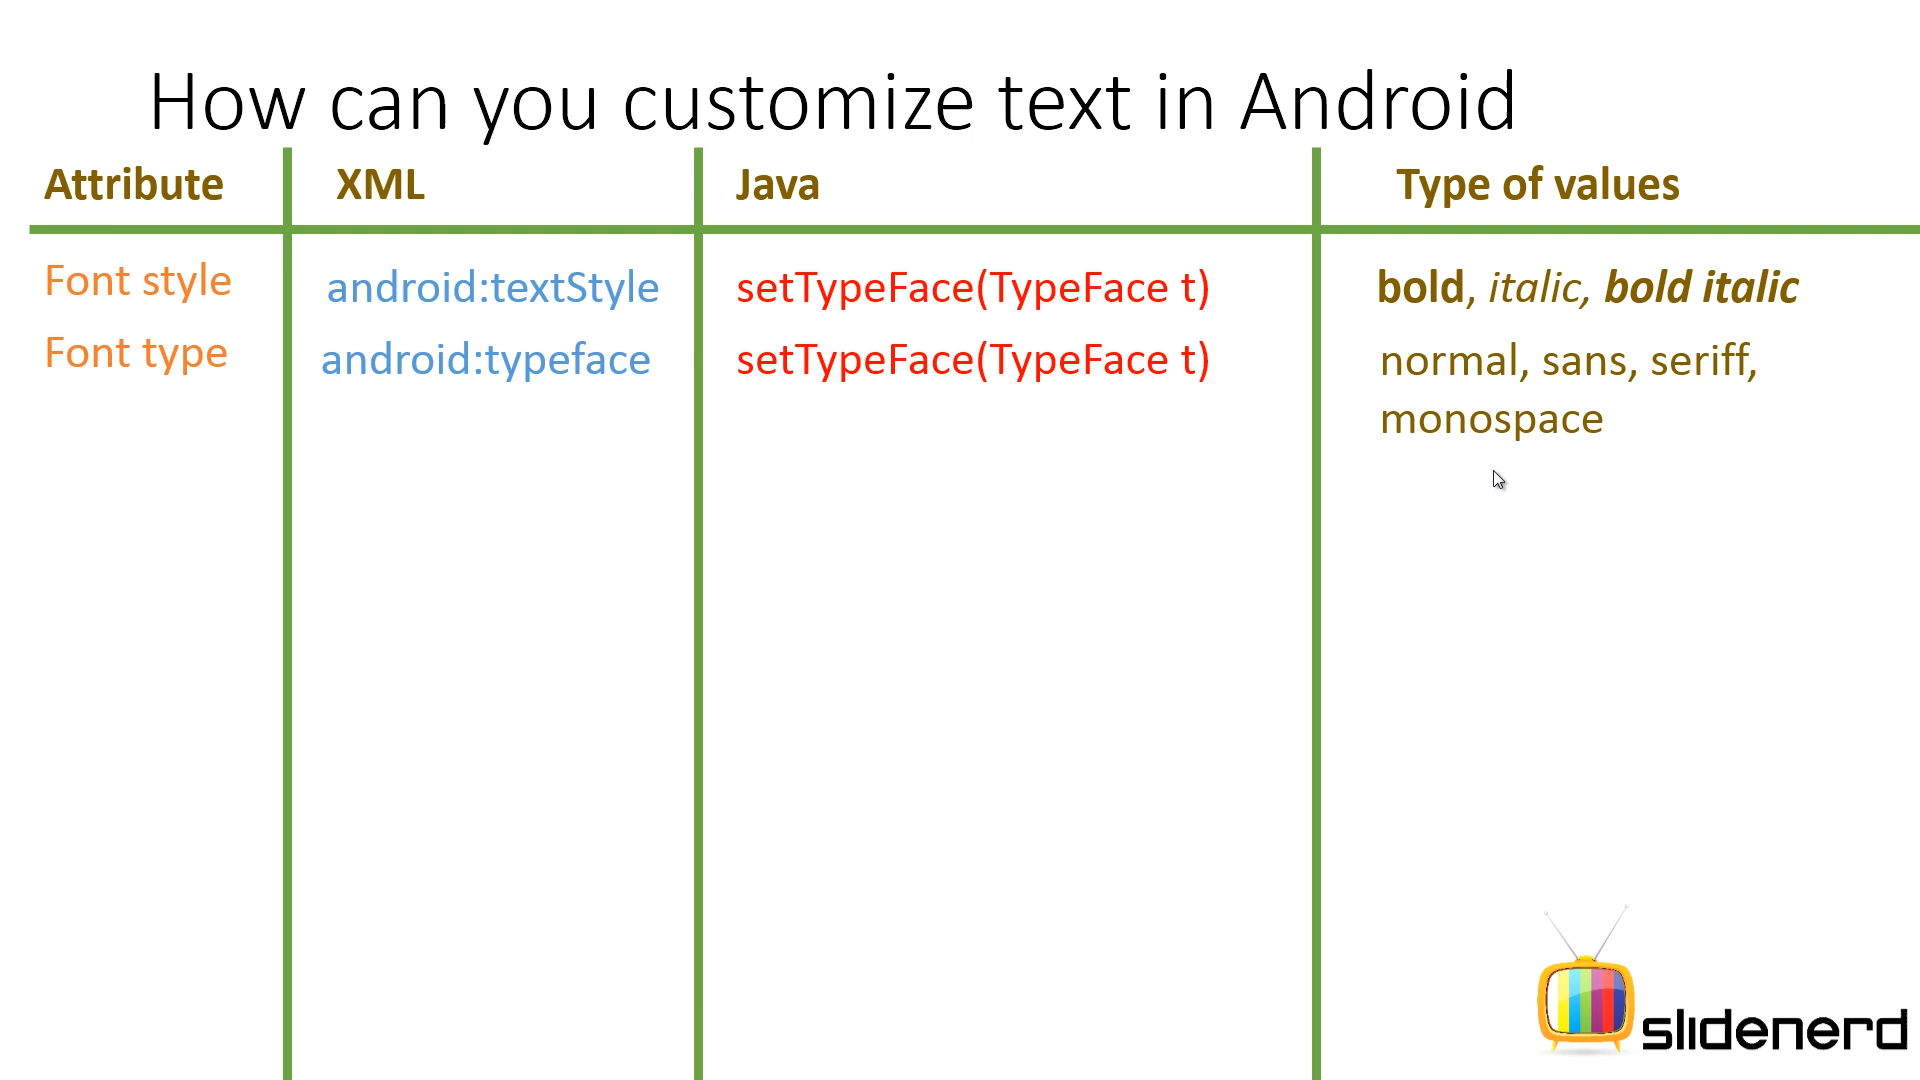 How can you customize text in Android
Attribute XML Java Type of values
Font style android:textStyle setTypeFace(TypeFace t) bold, italic, bold italic
Font type android:typeface setTypeFace(TypeFace t) normal, sans, seriff,
monospace
slidenerd